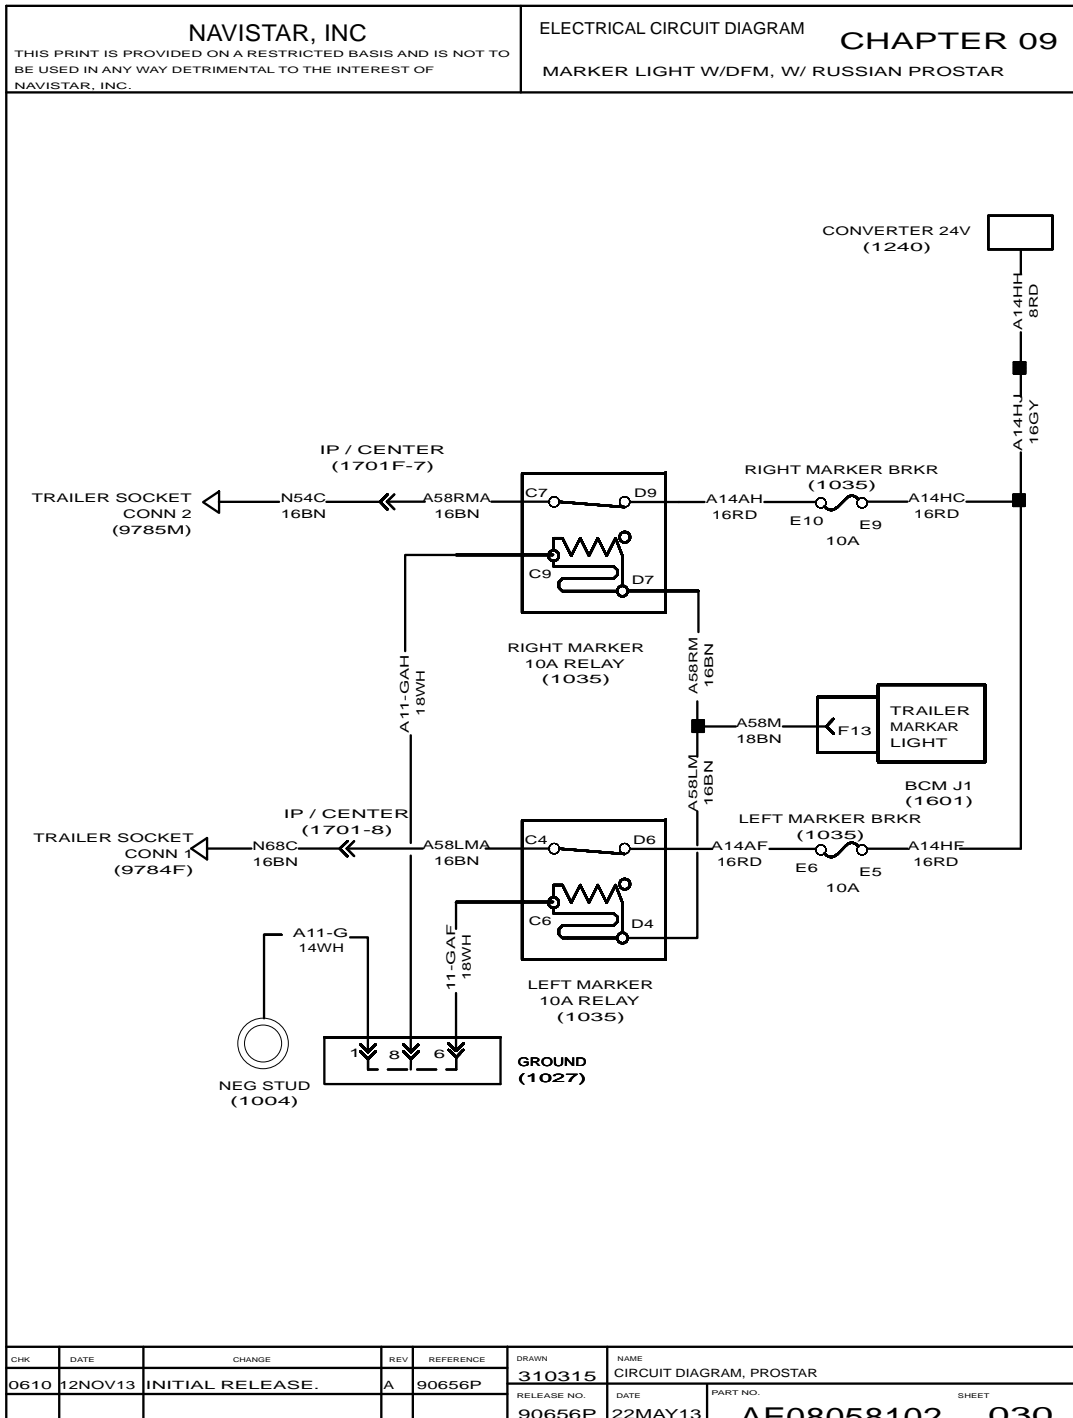 NAVISTAR, INC
THIS PRINT IS PROVIDED ON A RESTRICTED BASIS AND IS NOT TO
BE USED IN ANY WAY DETRIMENTAL TO THE INTEREST OF
NAVISTAR, INC.
ELECTRICAL CIRCUIT DIAGRAM
CHAPTER 09
MARKER LIGHT W/DFM, W/ RUSSIAN PROSTAR
CONVERTER 24V
(1240)
A14HH
8RD
A14HJ
16GY
IP / CENTER
(1701F-7)
RIGHT MARKER BRKR
(1035)
TRAILER SOCKET
CONN 2
(9785M)
N54C
16BN
A58RMA
16BN
C7
D9
A14AH
16RD
E10
E9
10A
A14HC
16RD
C9
D7
RIGHT MARKER
10A RELAY
(1035)
A11-GAH
18WH
A58RM
16BN
A58M
18BN
F13
TRAILER
MARKAR
LIGHT
BCM J1
(1601)
A58LM
16BN
IP / CENTER
(1701-8)
LEFT MARKER BRKR
(1035)
TRAILER SOCKET
CONN 1
(9784F)
N68C
16BN
A58LMA
16BN
C4
D6
A14AF
16RD
E6
E5
10A
A14HF
16RD
C6
D4
LEFT MARKER
10A RELAY
(1035)
A11-G
14WH
11-GAF
18WH
1
8
6
GROUND
(1027)
NEG STUD
(1004)
CHK
DATE
CHANGE
REV
REFERENCE
DRAWN
NAME
0610
12NOV13
INITIAL RELEASE.
A
90656P
310315
CIRCUIT DIAGRAM, PROSTAR
RELEASE NO.
DATE
PART NO.
SHEET
90656P
22MAY13
AE08058102
030